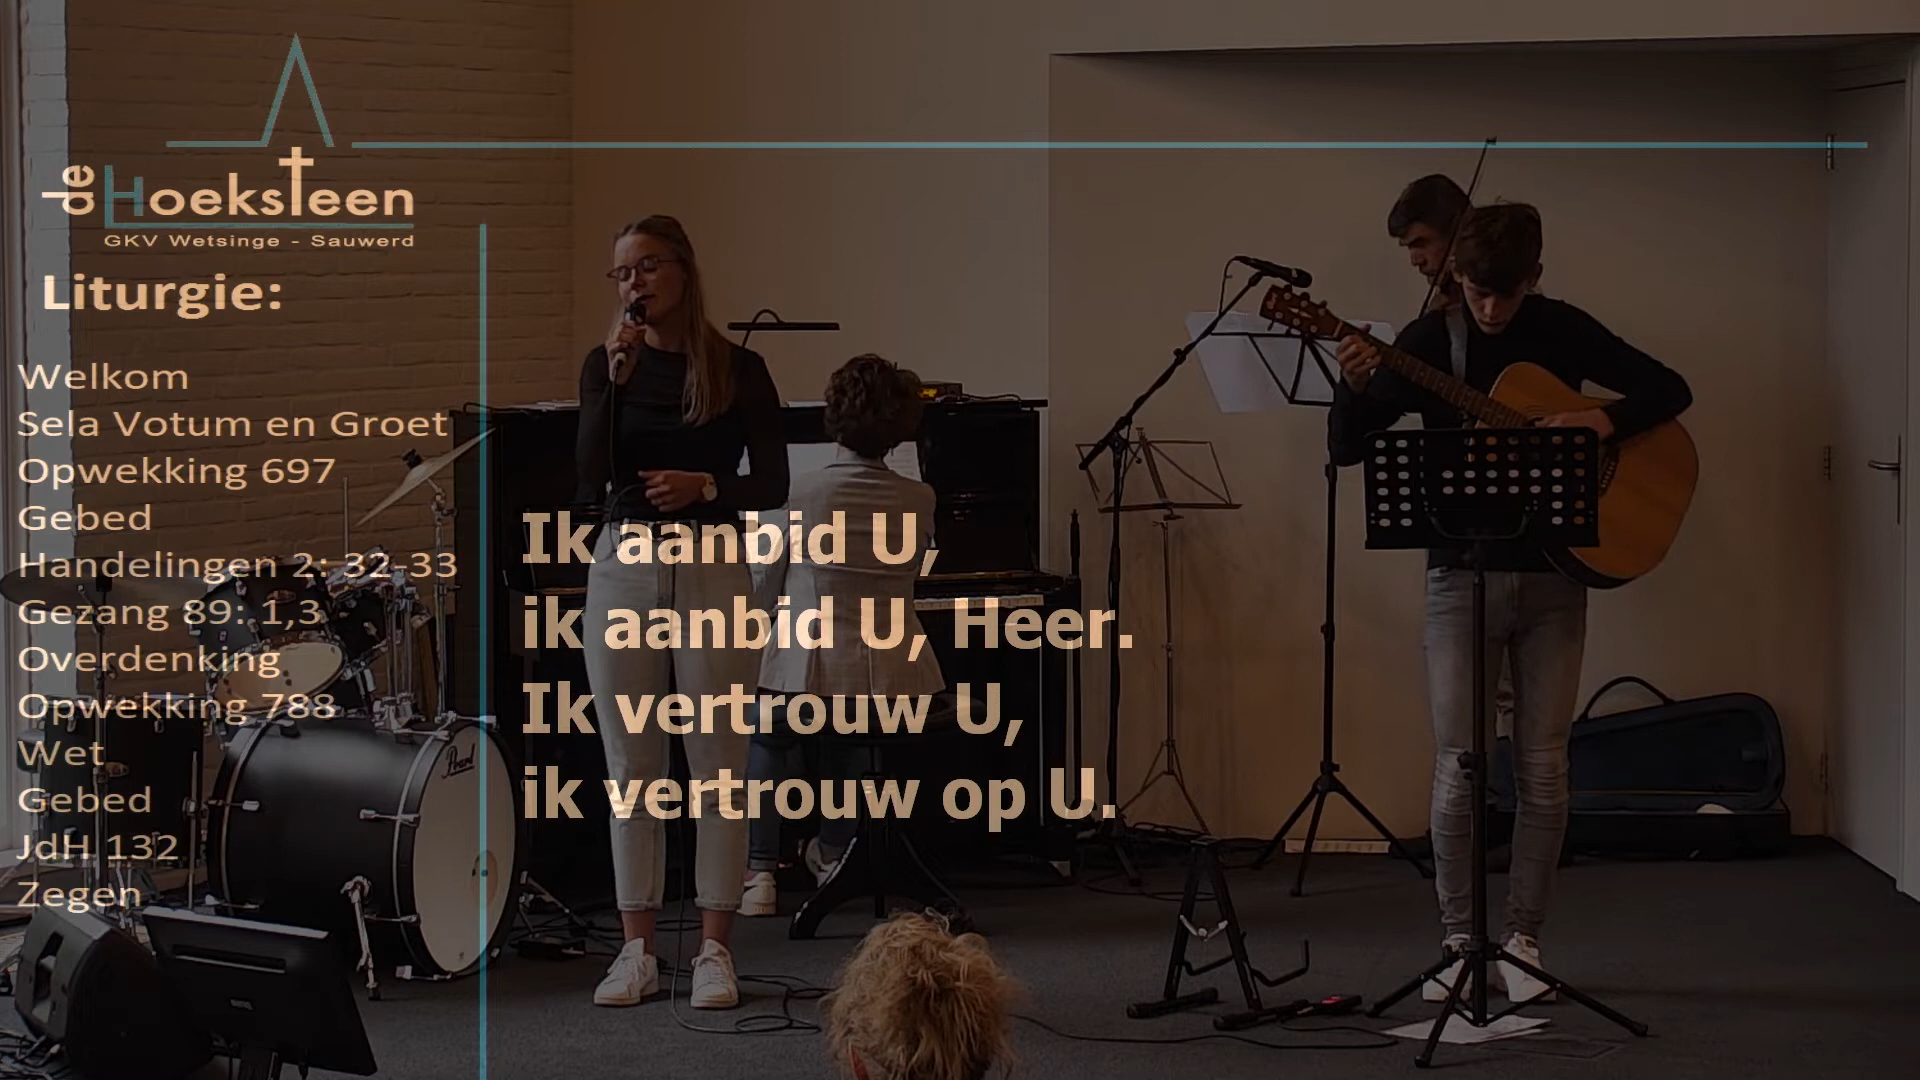 de Hoeksteen
GKV Wetsinge - Sauwerd
Liturgie:
Welkom
Sela Votum en Groet
Opwekking 697
Gebed
Handelingen 2: 32-33
Gezang 89: 1,3
Overdenking
Opwekking 788
Wet
Gebed
JdH 132
Zegen
Ik aanbid U,
ik aanbid U, Heer.
Ik vertrouw U,
ik vertrouw op U.
Pearl